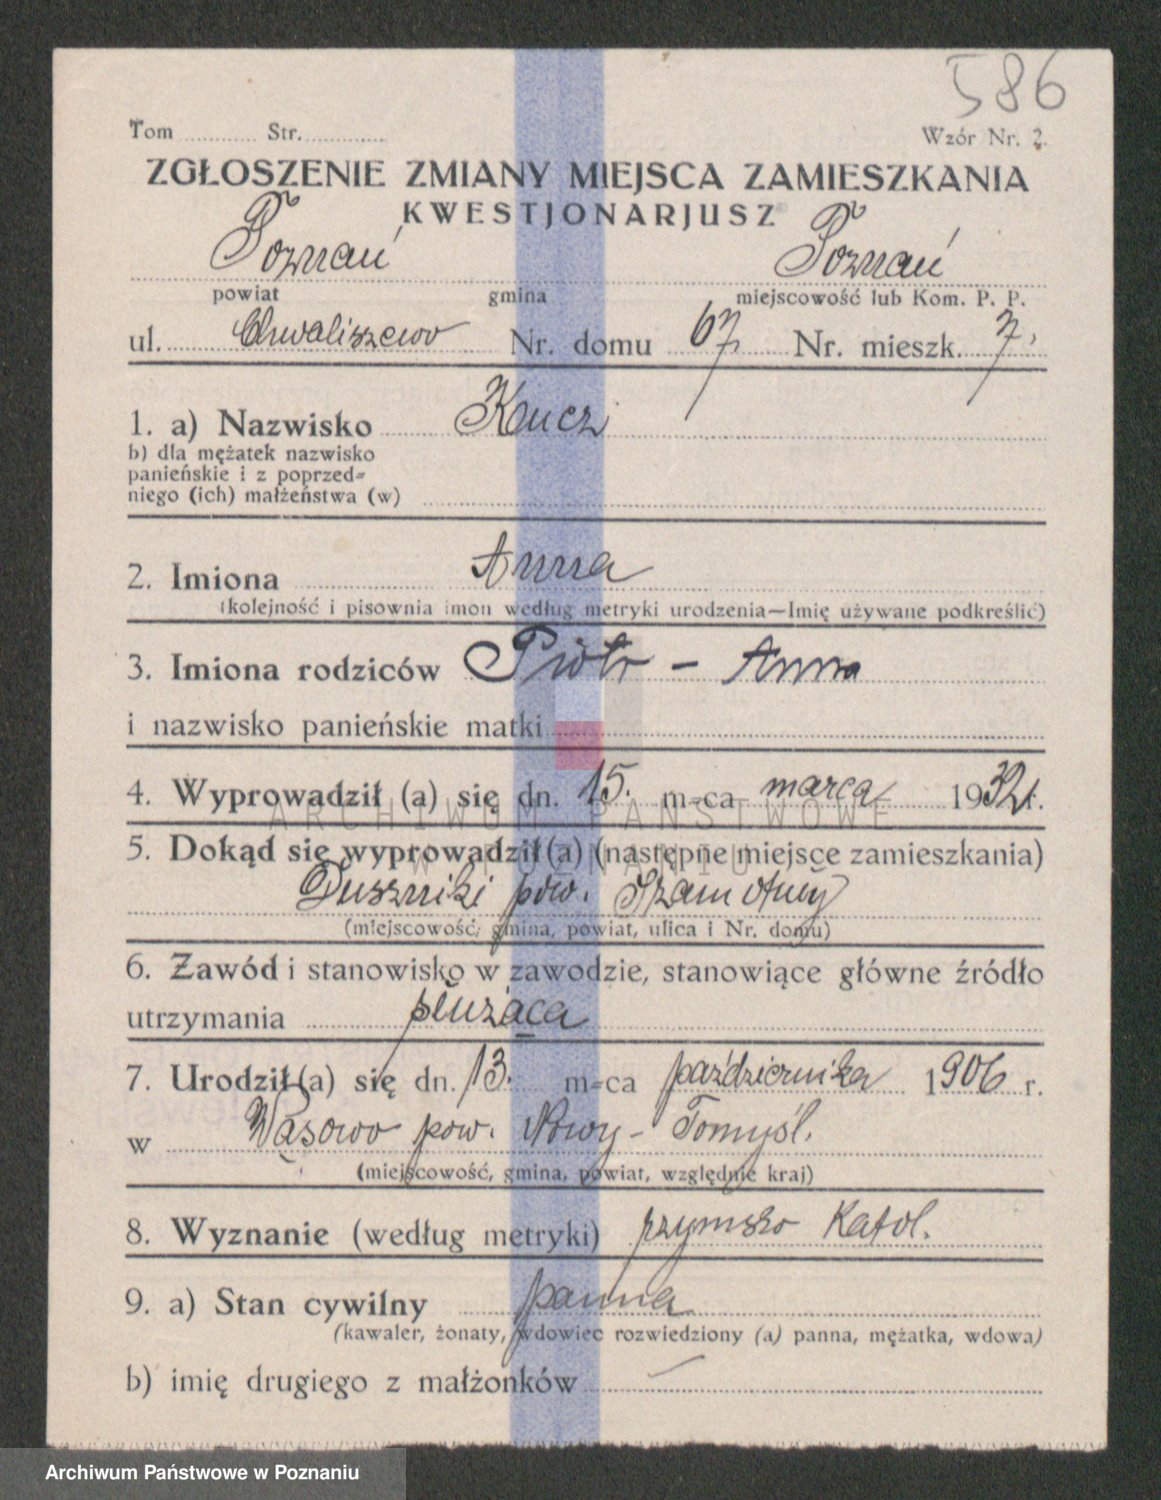 586
Tom ........... Str. ............
Wzór Nr. 2.
ZGŁOSZENIE ZMIANY MIEJSCA ZAMIESZKANIA
KWESTJONARJUSZ
Poznań Poznań
powiat gmina miejscowość lub Kom. P. P.
ul. Chwaliszewo Nr. domu 67 Nr. mieszk. 7.
1. a) Nazwisko Kucz
b) dla mężatek nazwisko
panieńskie i z poprzed-
niego (ich) małżeństwa (w)
2. Imiona Anna
(kolejność i pisownia imon według metryki urodzenia—Imię używane podkreślić)
3. Imiona rodziców Piotr - Anna
i nazwisko panieńskie matki
4. Wyprowadził (a) się dn. 15. m-ca marca 1932 r.
ARCHIWUM PAŃSTWOWE
5. Dokąd się wyprowadził (a) (następne miejsce zamieszkania)
W POZNANIU
Duszniki pow. Szamotuły
(miejscowość, gmina, powiat, ulica i Nr. domu)
6. Zawód i stanowisko w zawodzie, stanowiące główne źródło
utrzymania służąca
7. Urodził (a) się dn. 13. m-ca października 1906 r.
w Wąsowo pow. Nowy-Tomyśl.
(miejscowość, gmina, powiat, względnie kraj)
8. Wyznanie (według metryki) rzymsko Katol.
9. a) Stan cywilny panna
(kawaler, żonaty, wdowiec rozwiedziony (a) panna, mężatka, wdowa)
b) imię drugiego z małżonków —
Archiwum Państwowe w Poznaniu